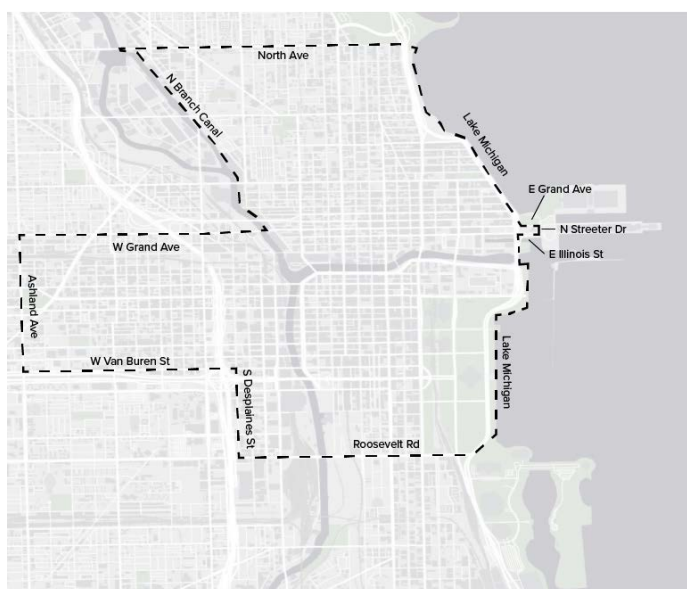 North Ave
N Branch Canal
Lake Michigan
E Grand Ave
N Streeter Dr
W Grand Ave
E Illinois St
Ashland Ave
Lake Michigan
W Van Buren St
S Desplaines St
Roosevelt Rd